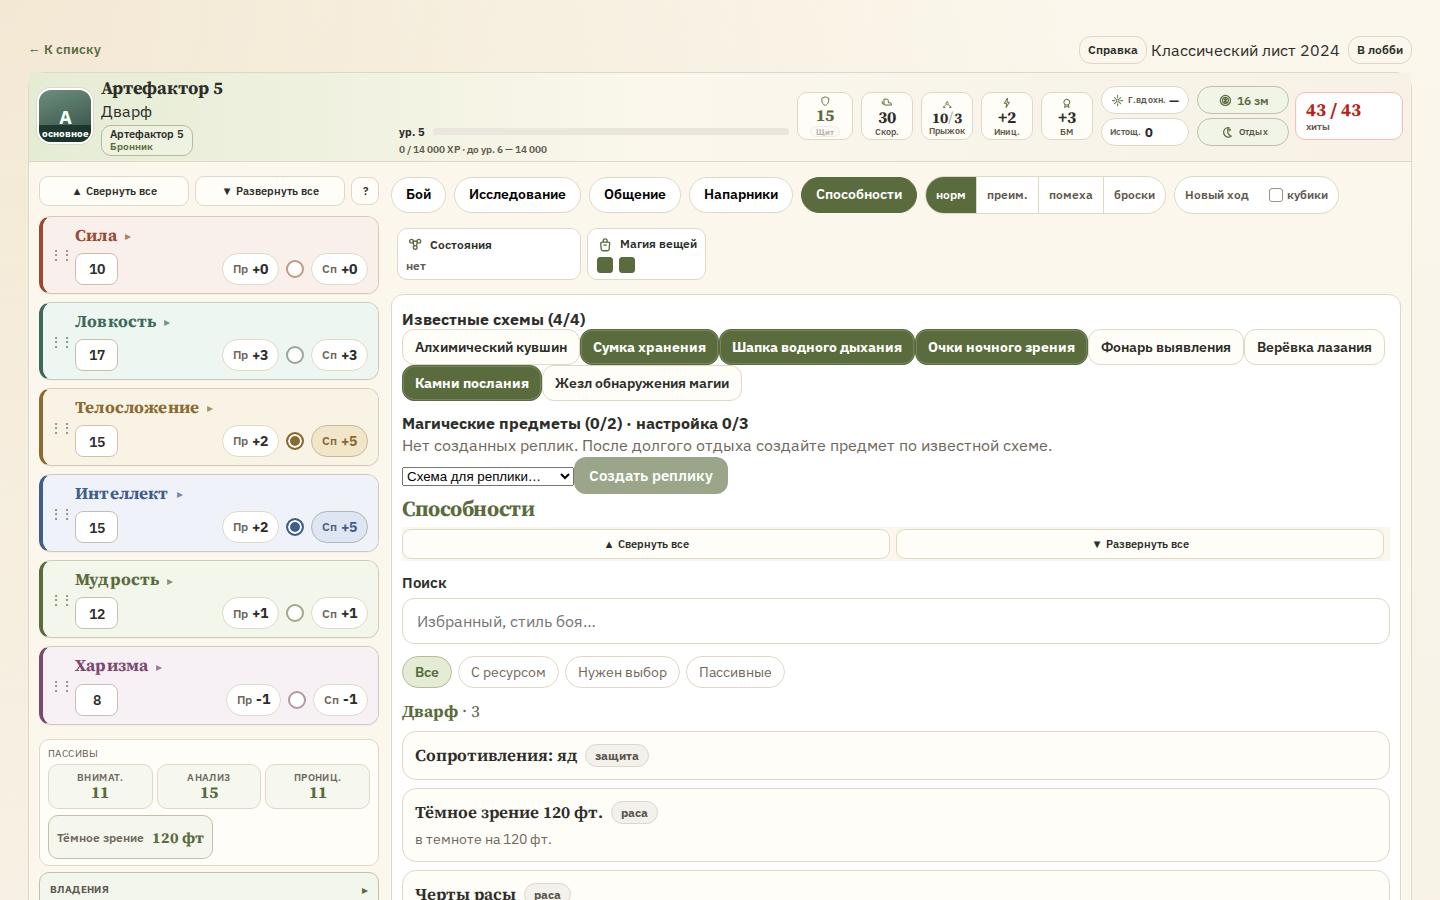 ← К списку
Справка Классический лист 2024 В лобби
А
основное
Артефактор 5
Дварф
Артефактор 5
Бронник
ур. 5
0 / 14 000 XP · до ур. 6 — 14 000
15
Щит
30
Скор.
10/3
Прыжок
+2
Иниц.
+3
БМ
Г.вдохн. —
Истощ. 0
16 зм
Отдых
43 / 43
хиты
▲ Свернуть все ▼ Развернуть все ?
Бой Исследование Общение Напарники Способности норм преим. помеха броски Новый ход кубики
Сила ▸
10 Пр +0 Сп +0
Ловкость ▸
17 Пр +3 Сп +3
Телосложение ▸
15 Пр +2 Сп +5
Интеллект ▸
15 Пр +2 Сп +5
Мудрость ▸
12 Пр +1 Сп +1
Харизма ▸
8 Пр -1 Сп -1
ПАССИВЫ
ВНИМАТ. АНАЛИЗ ПРОНИЦ.
11 15 11
Тёмное зрение 120 фт
ВЛАДЕНИЯ ▸
Состояния
нет
Магия вещей
Известные схемы (4/4)
Алхимический кувшин Сумка хранения Шапка водного дыхания Очки ночного зрения Фонарь выявления Верёвка лазания
Камни послания Жезл обнаружения магии
Магические предметы (0/2) · настройка 0/3
Нет созданных реплик. После долгого отдыха создайте предмет по известной схеме.
Схема для реплики... Создать реплику
Способности
▲ Свернуть все ▼ Развернуть все
Поиск
Избранный, стиль боя...
Все С ресурсом Нужен выбор Пассивные
Дварф · 3
Сопротивления: яд защита
Тёмное зрение 120 фт. раса
в темноте на 120 фт.
Черты расы раса